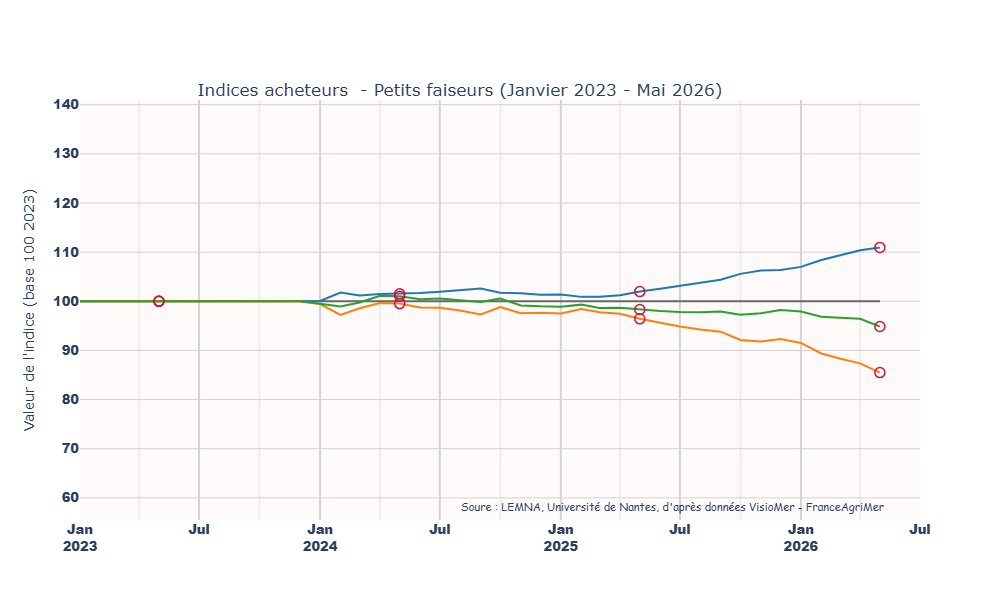 Indices acheteurs  - Petits faiseurs (Janvier 2023 - Mai 2026)
Valeur de l'indice (base 100 2023)
140
130
120
110
100
90
80
70
60
Soure : LEMNA, Université de Nantes, d'après données VisioMer - FranceAgriMer
Jan Jul Jan Jul Jan Jul Jan Jul
2023 2024 2025 2026